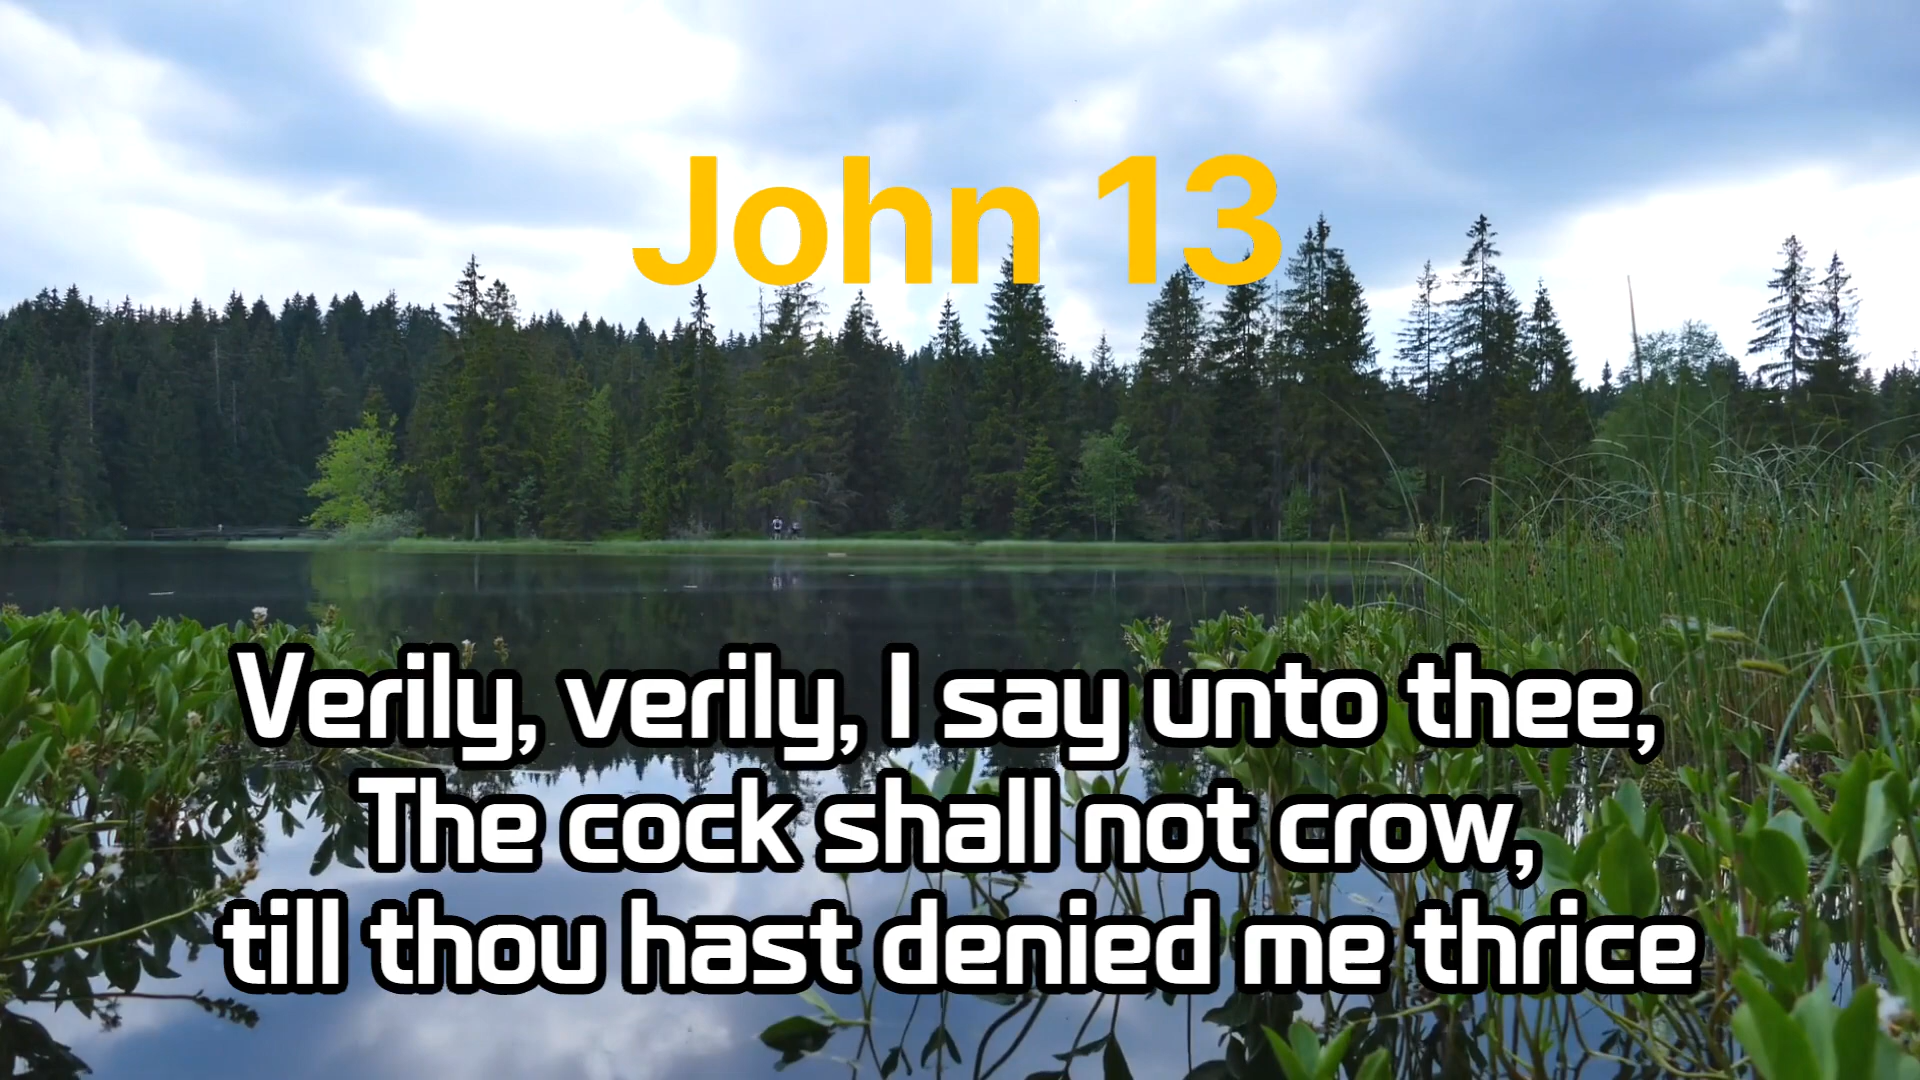 John 13
Verily, verily, I say unto thee,
The cock shall not crow,
till thou hast denied me thrice